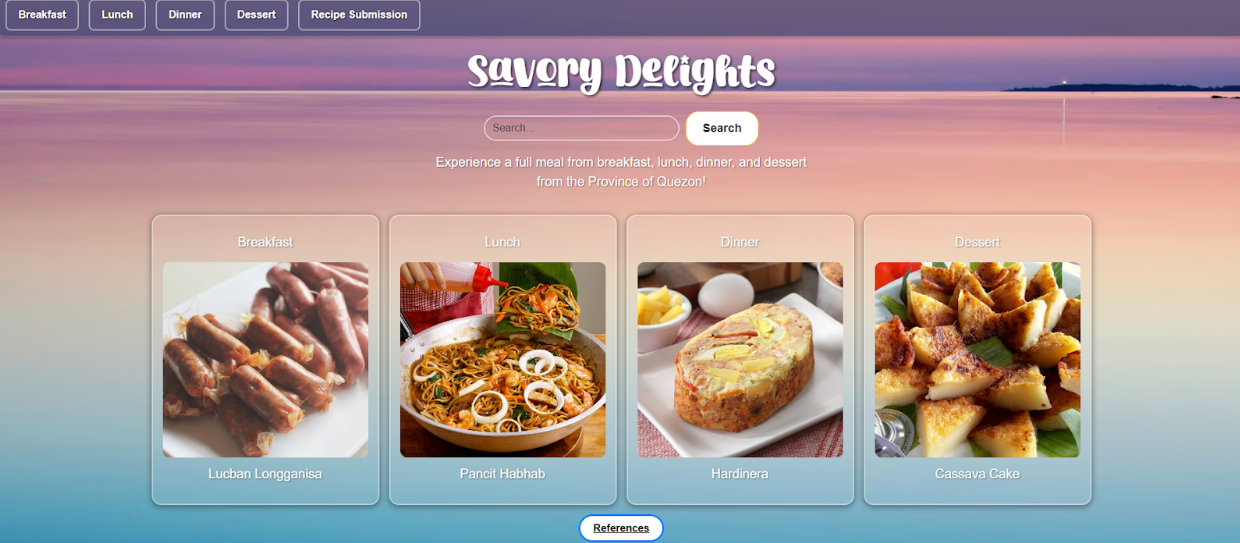 Breakfast Lunch Dinner Dessert Recipe Submission
Savory Delights
Search... Search
Experience a full meal from breakfast, lunch, dinner, and dessert
from the Province of Quezon!
Breakfast Lunch Dinner Dessert
Lucban Longganisa Pancit Habhab Hardinera Cassava Cake
References